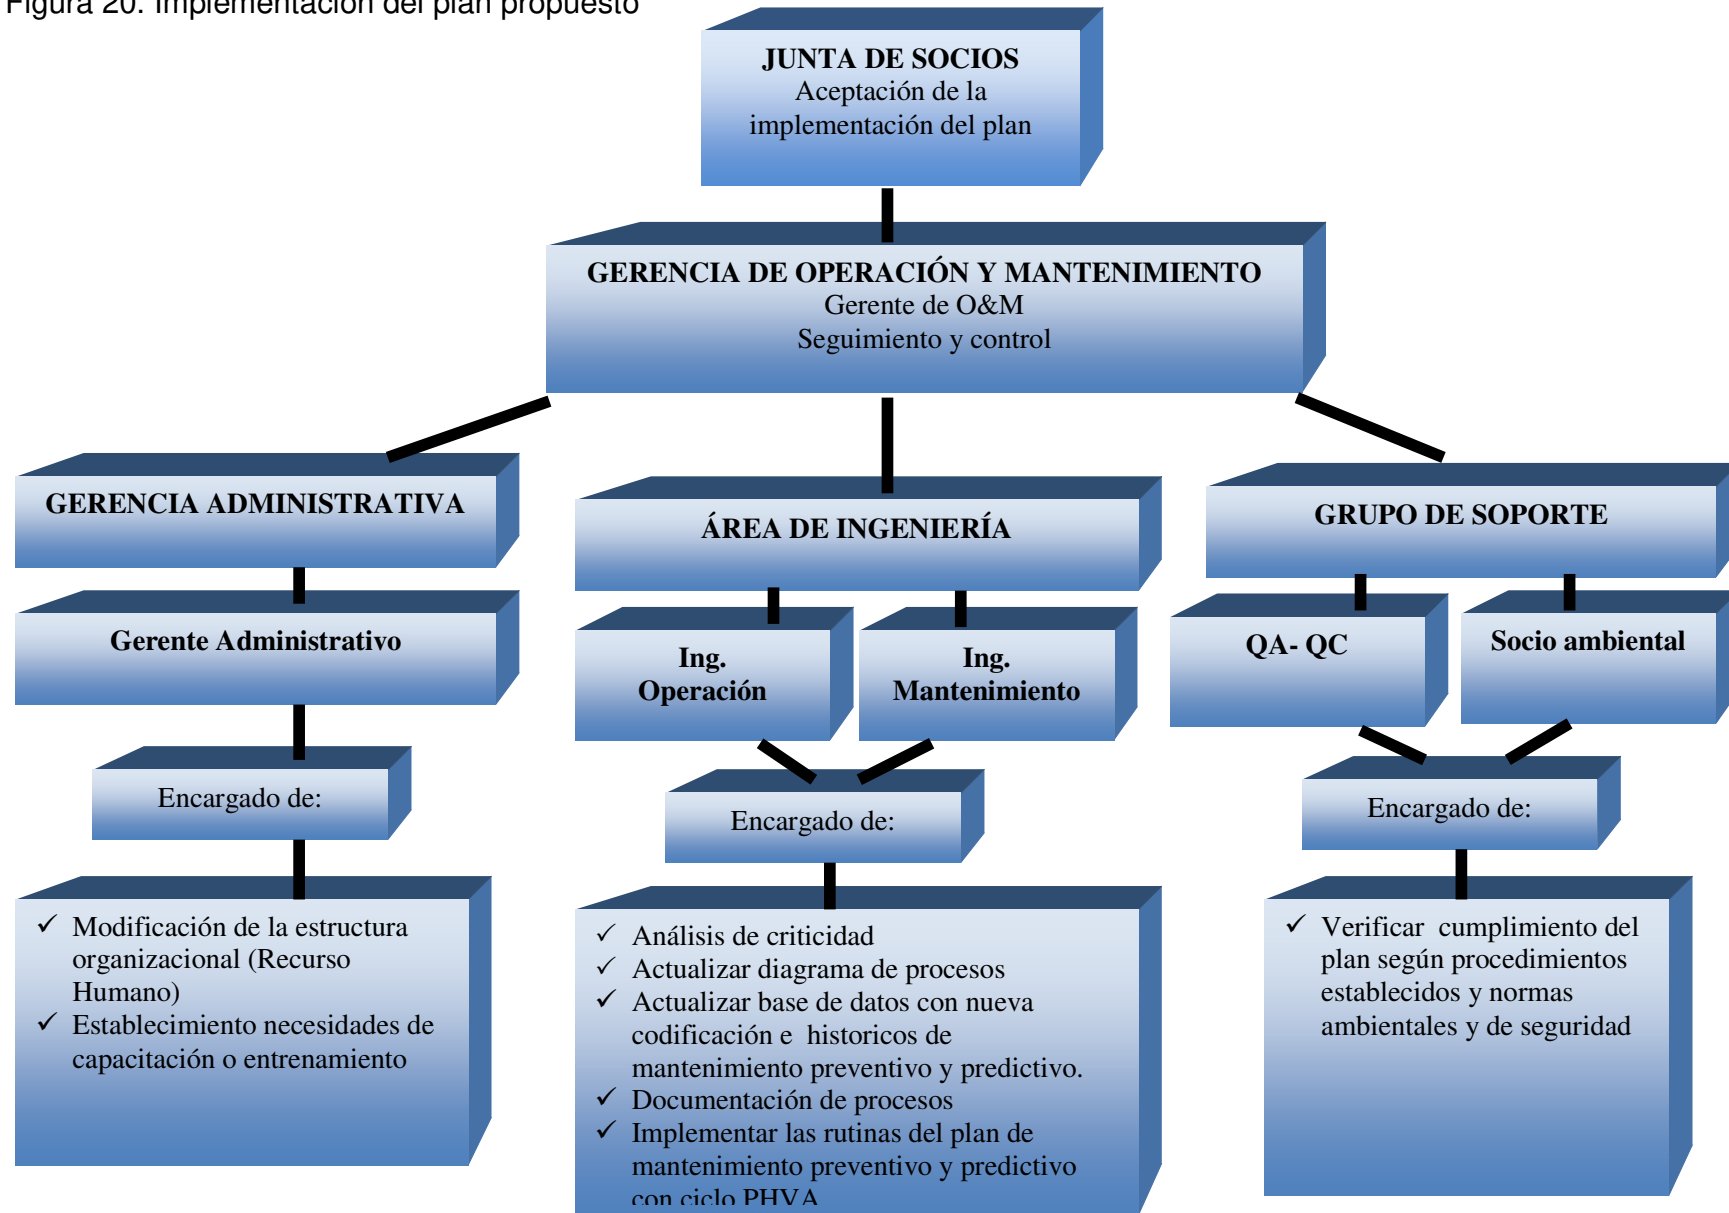 Figura 20. Implementación del plan propuesto
JUNTA DE SOCIOS
Aceptación de la
implementación del plan
GERENCIA DE OPERACIÓN Y MANTENIMIENTO
Gerente de O&M
Seguimiento y control
GERENCIA ADMINISTRATIVA
Gerente Administrativo
Encargado de:
✓ Modificación de la estructura
organizacional (Recurso
Humano)
✓ Establecimiento necesidades de
capacitación o entrenamiento
ÁREA DE INGENIERÍA
Ing.
Operación
Ing.
Mantenimiento
Encargado de:
✓ Análisis de criticidad
✓ Actualizar diagrama de procesos
✓ Actualizar base de datos con nueva
codificación e historicos de
mantenimiento preventivo y predictivo.
✓ Documentación de procesos
✓ Implementar las rutinas del plan de
mantenimiento preventivo y predictivo
con ciclo PHVA
GRUPO DE SOPORTE
QA- QC
Socio ambiental
Encargado de:
✓ Verificar cumplimiento del
plan según procedimientos
establecidos y normas
ambientales y de seguridad